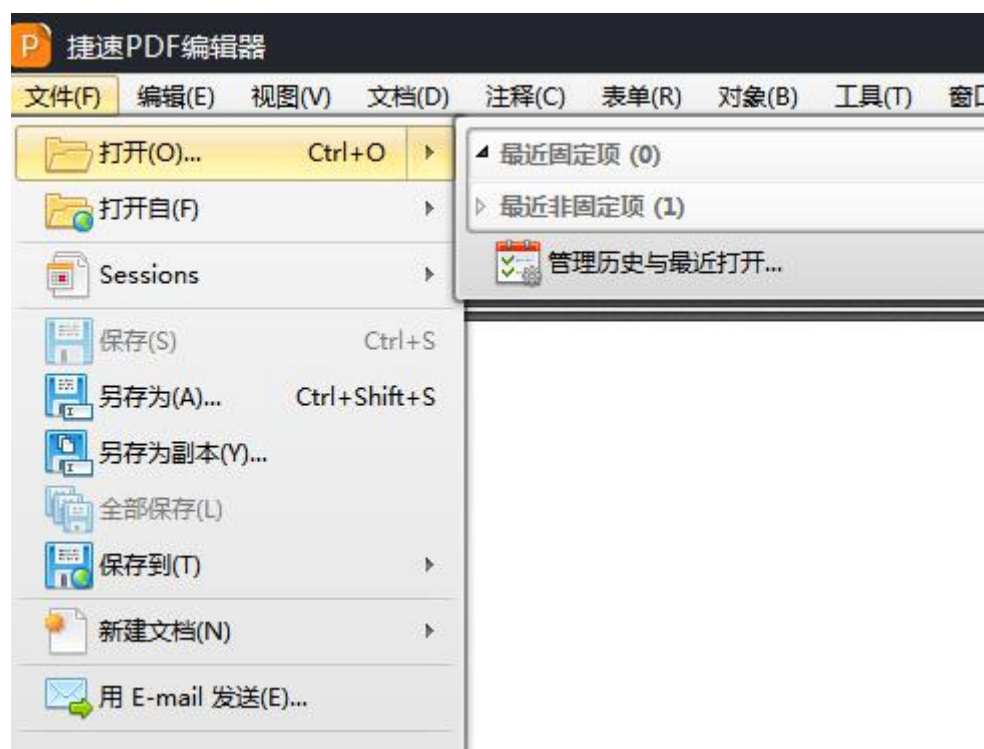 捷速PDF编辑器
文件(F) 编辑(E) 视图(V) 文档(D) 注释(C) 表单(R) 对象(B) 工具(T) 窗
打开(O)... Ctrl+O
最近固定项 (0)
打开自(F)
最近非固定项 (1)
管理历史与最近打开...
Sessions
保存(S) Ctrl+S
另存为(A)... Ctrl+Shift+S
另存为副本(Y)...
全部保存(L)
保存到(T)
新建文档(N)
用 E-mail 发送(E)...